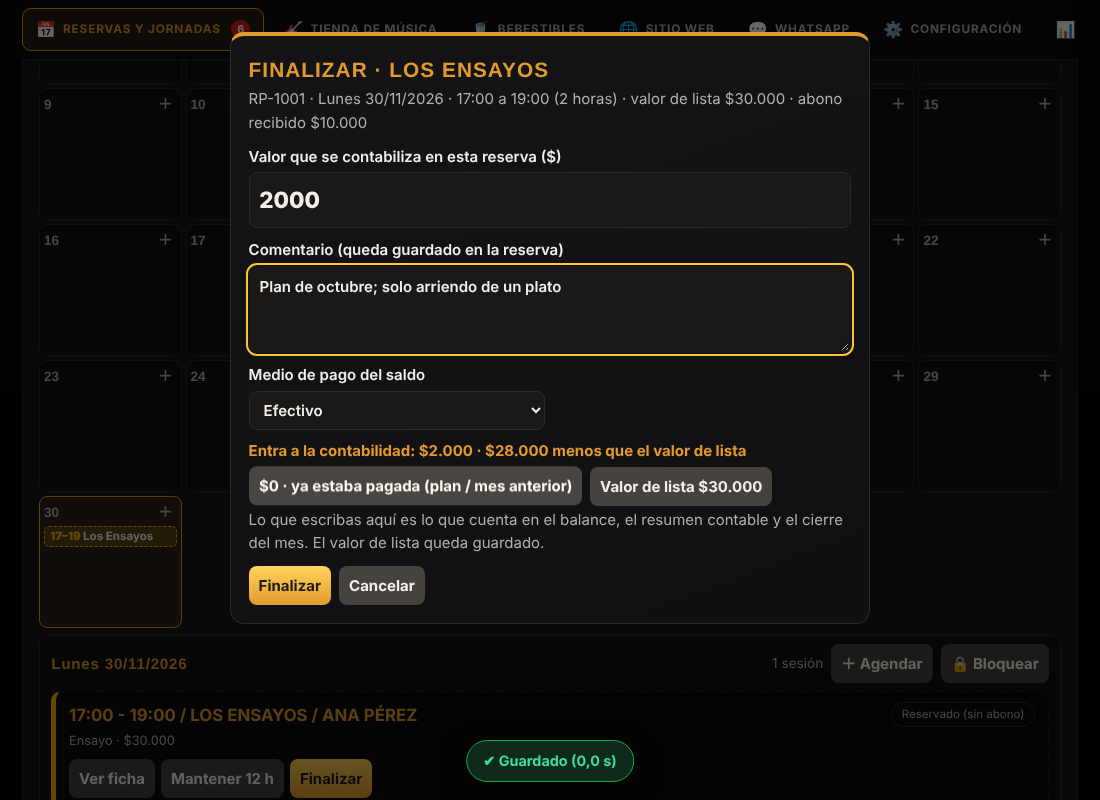 📅 RESERVAS Y JORNADAS 6 🎸 TIENDA DE MÚSICA 🥤 BEBESTIBLES 🌐 SITIO WEB 💬 WHATSAPP ⚙️ CONFIGURACIÓN 📊
FINALIZAR · LOS ENSAYOS
RP-1001 · Lunes 30/11/2026 · 17:00 a 19:00 (2 horas) · valor de lista $30.000 · abono
recibido $10.000
9 + 10 + 15 +
Valor que se contabiliza en esta reserva ($)
2000
16 + 17 + 22 +
Comentario (queda guardado en la reserva)
Plan de octubre; solo arriendo de un plato
23 + 24 + 29 +
Medio de pago del saldo
Efectivo
Entra a la contabilidad: $2.000 · $28.000 menos que el valor de lista
$0 · ya estaba pagada (plan / mes anterior) Valor de lista $30.000
30 +
17–19 Los Ensayos
Lo que escribas aquí es lo que cuenta en el balance, el resumen contable y el cierre
del mes. El valor de lista queda guardado.
Finalizar Cancelar
Lunes 30/11/2026 1 sesión + Agendar 🔒 Bloquear
17:00 - 19:00 / LOS ENSAYOS / ANA PÉREZ Reservado (sin abono)
Ensayo · $30.000
Ver ficha Mantener 12 h Finalizar
✔ Guardado (0,0 s)